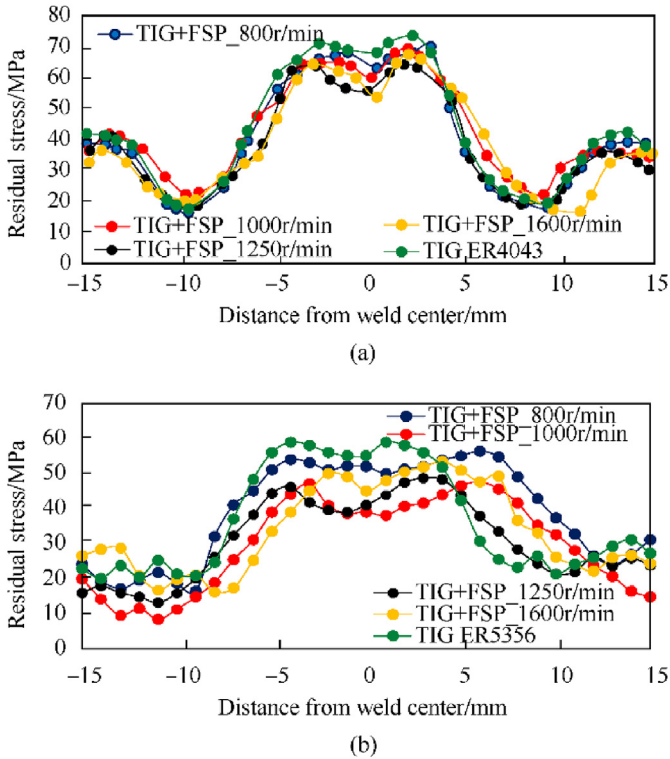 (a)
80
70
60
50
40
30
20
10
0
Residual stress/MPa
TIG+FSP_800r/min
TIG+FSP_1000r/min
TIG+FSP_1600r/min
TIG+FSP_1250r/min
TIG ER4043
−15
−10
−5
0
5
10
15
Distance from weld center/mm
(a)
70
60
50
40
30
20
10
0
Residual stress/MPa
TIG+FSP_800r/min
TIG+FSP_1000r/min
TIG+FSP_1250r/min
TIG+FSP_1600r/min
TIG ER5356
−15
−10
−5
0
5
10
15
Distance from weld center/mm
(b)